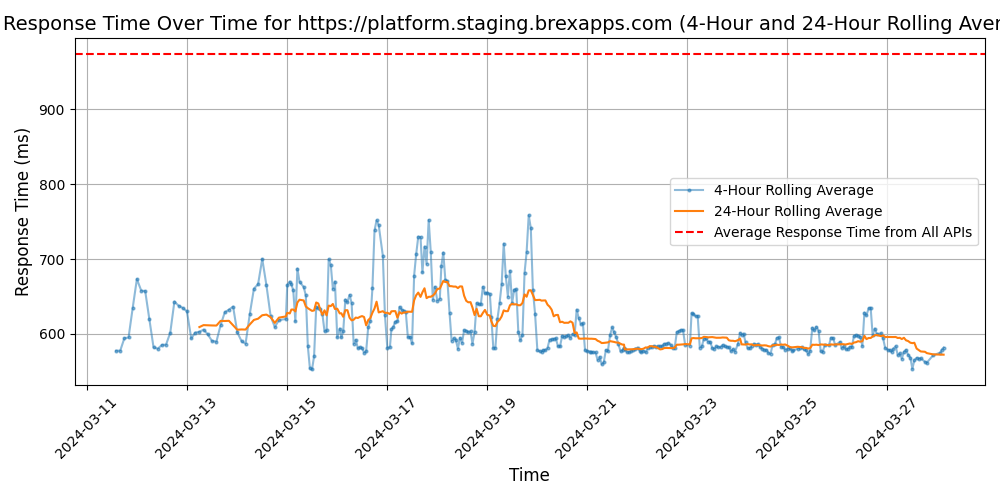 Response Time Over Time for https://platform.staging.brexapps.com (4-Hour and 24-Hour Rolling Aver
Response Time (ms)
900
800
700
600
4-Hour Rolling Average
24-Hour Rolling Average
Average Response Time from All APIs
2024-03-11
2024-03-13
2024-03-15
2024-03-17
2024-03-19
2024-03-21
2024-03-23
2024-03-25
2024-03-27
Time